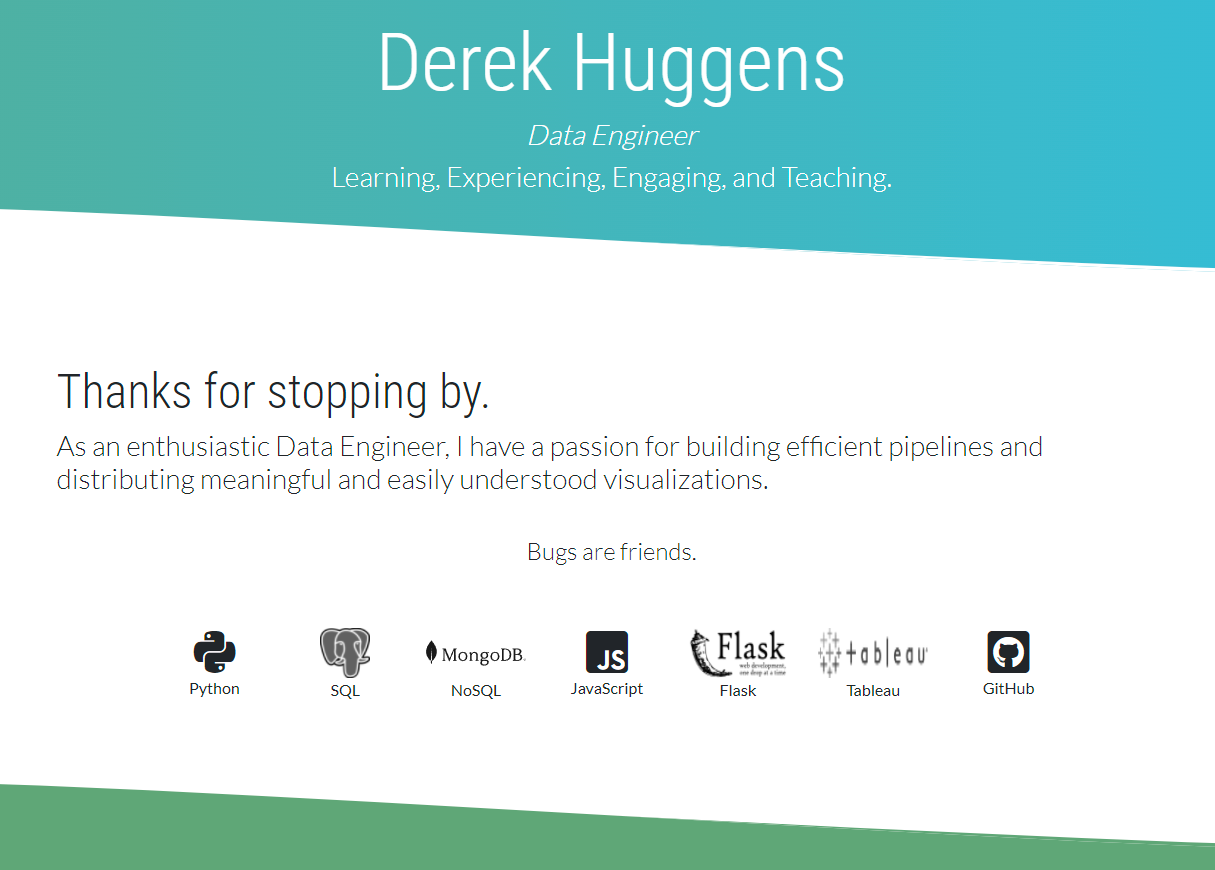 Derek Huggens
Data Engineer
Learning, Experiencing, Engaging, and Teaching.
Thanks for stopping by.
As an enthusiastic Data Engineer, I have a passion for building efficient pipelines and
distributing meaningful and easily understood visualizations.
Bugs are friends.
Python
SQL
MongoDB.
NoSQL
JS
JavaScript
Flask
web development,
one drop at a time
Flask
tableau
Tableau
GitHub